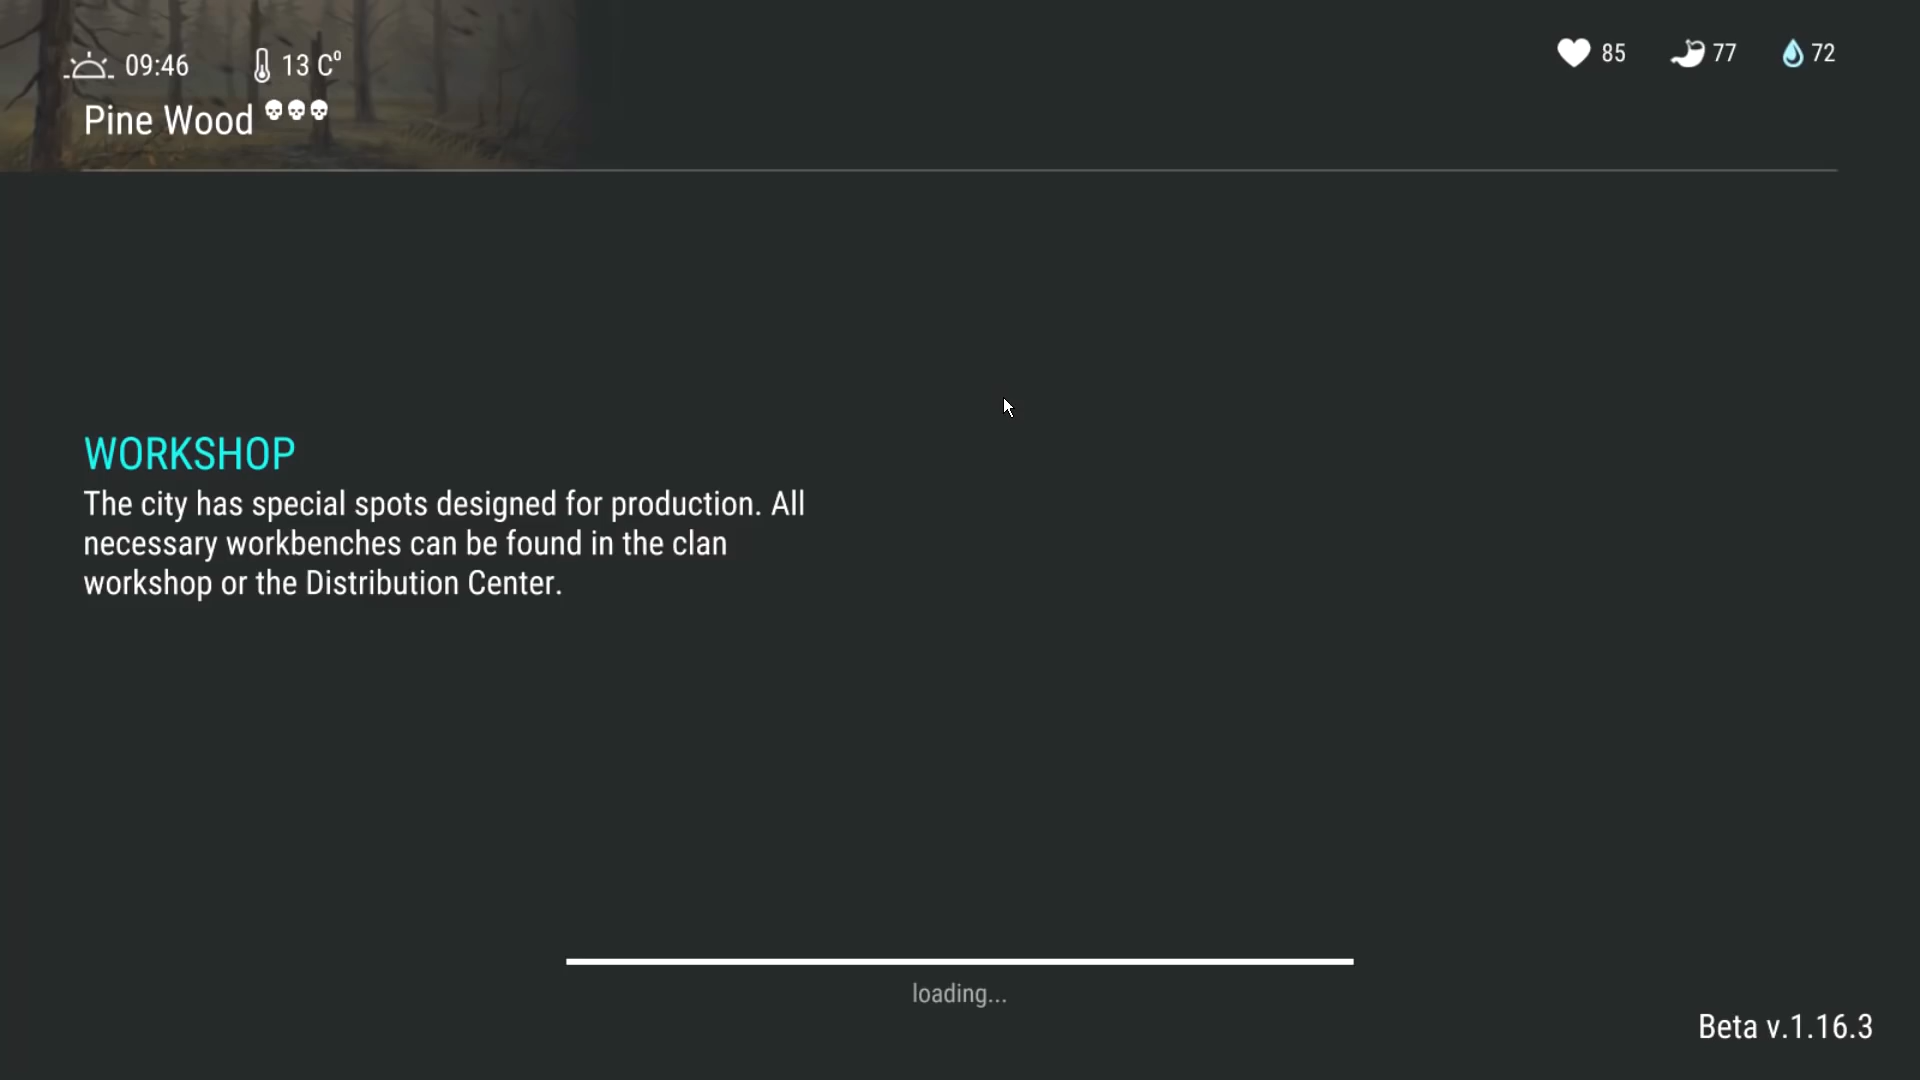 09:46 13 Cº
85 77 72
Pine Wood
WORKSHOP
The city has special spots designed for production. All
necessary workbenches can be found in the clan
workshop or the Distribution Center.
loading...
Beta v.1.16.3